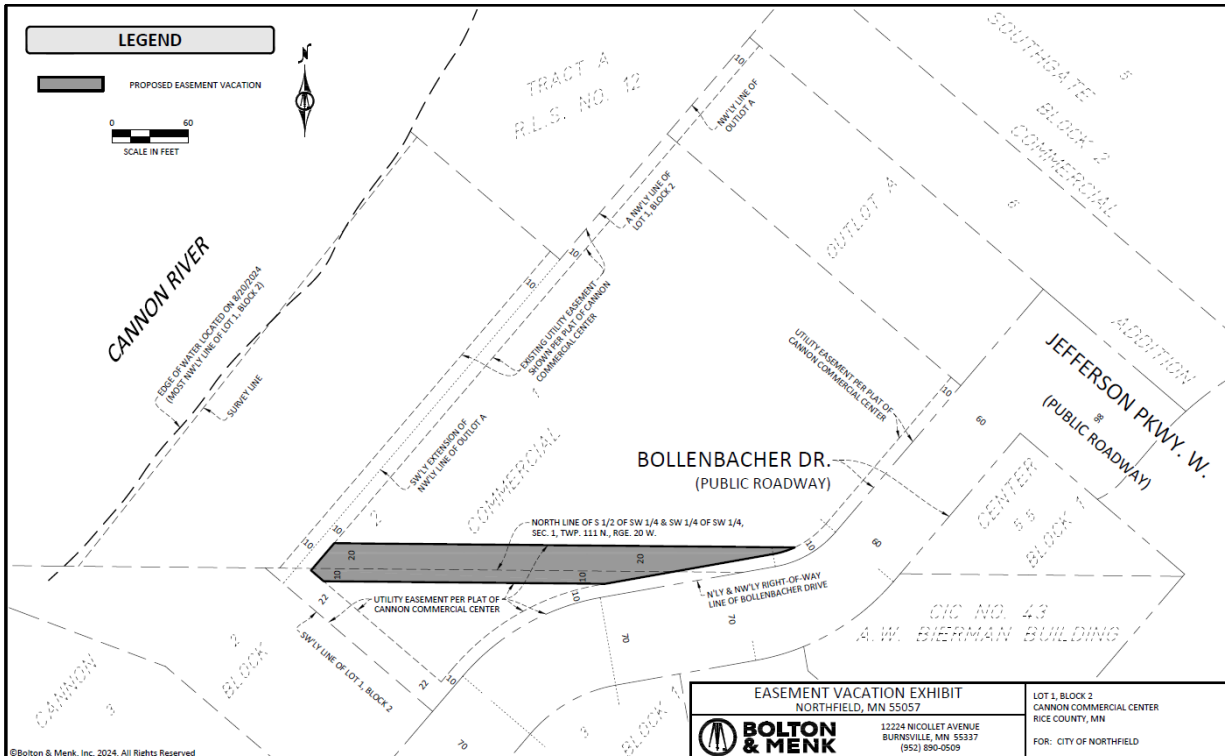 LEGEND
PROPOSED EASEMENT VACATION
N
0 60
SCALE IN FEET
TRACT A
R.L.S. NO. 12
10
NW'LY LINE OF
OUTLOT A
SOUTHGATE
BLOCK 2
COMMERCIAL
ADDITION
5
6
A NW'LY LINE OF
LOT 1, BLOCK 2
OUTLOT A
CANNON RIVER
EDGE OF WATER LOCATED ON 8/20/2024
(MOST NW'LY LINE OF LOT 1, BLOCK 2)
SURVEY LINE
10
10
EXISTING UTILITY EASEMENT
SHOWN PER PLAT OF CANNON
COMMERCIAL CENTER
SW'LY EXTENSION OF
NW'LY LINE OF OUTLOT A
1
COMMERCIAL
2
UTILITY EASEMENT PER PLAT OF
CANNON COMMERCIAL CENTER
10
60
JEFFERSON PKWY. W.
(PUBLIC ROADWAY)
98
BOLLENBACHER DR.
(PUBLIC ROADWAY)
CENTER
55
BLOCK 1
NORTH LINE OF S 1/2 OF SW 1/4 & SW 1/4 OF SW 1/4,
SEC. 1, TWP. 111 N., RGE. 20 W.
10
10
20
20
10
60
10
10
10
22
UTILITY EASEMENT PER PLAT OF
CANNON COMMERCIAL CENTER
N'LY & NW'LY RIGHT-OF-WAY
LINE OF BOLLENBACHER DRIVE
SW'LY LINE OF LOT 1, BLOCK 2
70
70
CIC NO. 43
A.W. BIERMAN BUILDING
CANNON
3
2
BLOCK
2
22
10
70
3
BLOCK 1
EASEMENT VACATION EXHIBIT
NORTHFIELD, MN 55057
BOLTON
& MENK
12224 NICOLLET AVENUE
BURNSVILLE, MN 55337
(952) 890-0509
LOT 1, BLOCK 2
CANNON COMMERCIAL CENTER
RICE COUNTY, MN
FOR: CITY OF NORTHFIELD
©Bolton & Menk, Inc. 2024, All Rights Reserved